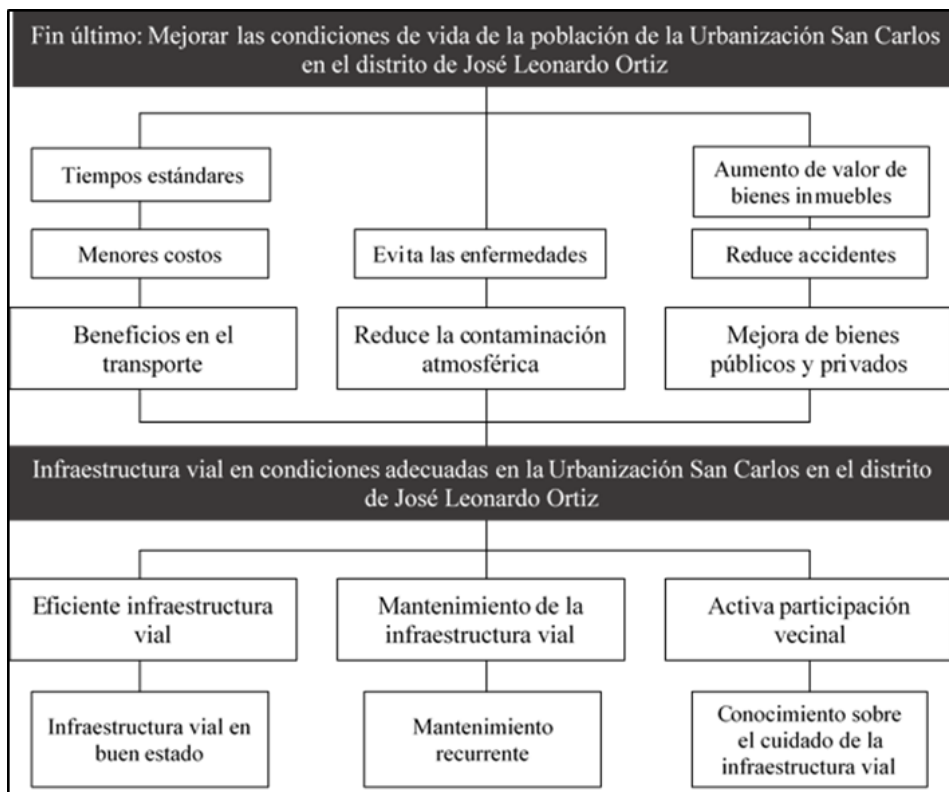 Fin último: Mejorar las condiciones de vida de la población de la Urbanización San Carlos
en el distrito de José Leonardo Ortiz
Tiempos estándares
Aumento de valor de
bienes inmuebles
Menores costos
Evita las enfermedades
Reduce accidentes
Beneficios en el
transporte
Reduce la contaminación
atmosférica
Mejora de bienes
públicos y privados
Infraestructura vial en condiciones adecuadas en la Urbanización San Carlos en el distrito
de José Leonardo Ortiz
Eficiente infraestructura
vial
Mantenimiento de la
infraestructura vial
Activa participación
vecinal
Infraestructura vial en
buen estado
Mantenimiento
recurrente
Conocimiento sobre
el cuidado de la
infraestructura vial